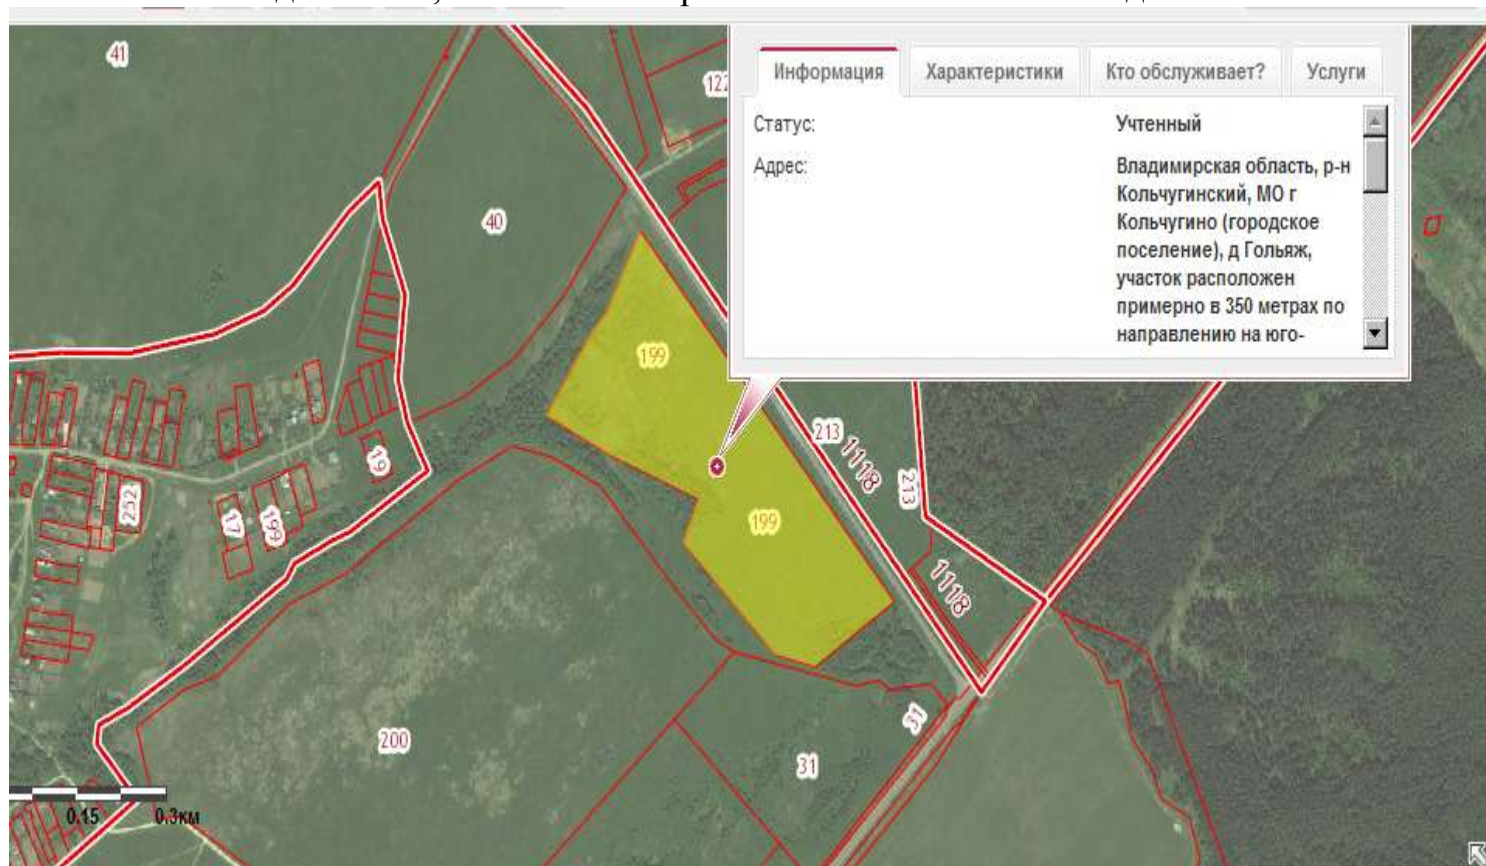 41
122
Информация Характеристики Кто обслуживает? Услуги
Статус: Учтенный
Адрес: Владимирская область, р-н
Кольчугинский, МО г
Кольчугино (городское
поселение), д Гольяж,
участок расположен
примерно в 350 метрах по
направлению на юго-
40
199
213
1118
213
19
252
17
199
199
1118
31
200
31
0.15 0.3км